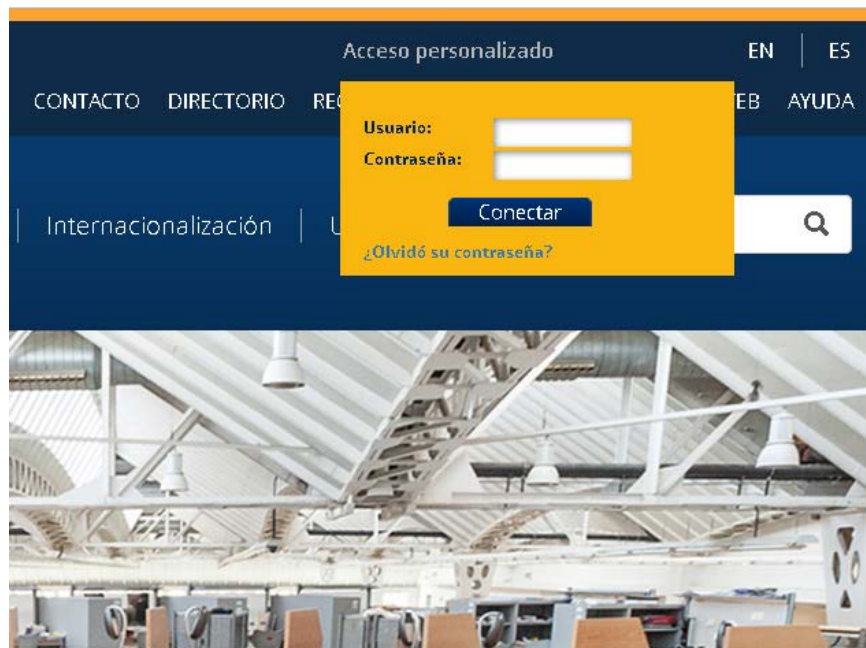 Acceso personalizado EN ES
CONTACTO DIRECTORIO AYUDA
Usuario:
Contraseña:
Internacionalización
Conectar
¿Olvidó su contraseña?